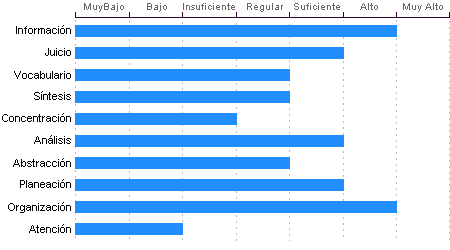 MuyBajo Bajo Insuficiente Regular Suficiente Alto Muy Alto
Información
Juicio
Vocabulario
Síntesis
Concentración
Análisis
Abstracción
Planeación
Organización
Atención